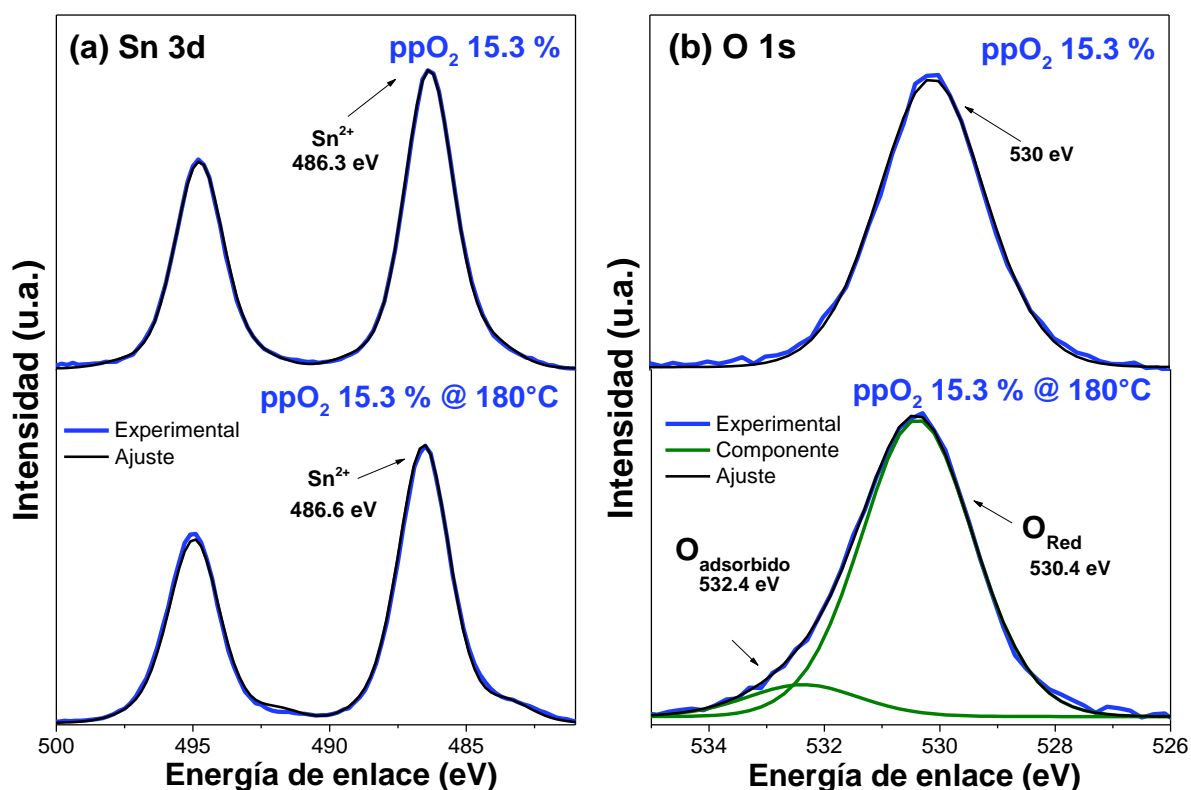 (a) Sn 3d
ppO₂ 15.3 %
Sn²⁺
486.3 eV
ppO₂ 15.3 % @ 180°C
Experimental
Ajuste
Sn²⁺
486.6 eV
500 495 490 485
Energía de enlace (eV)
Intensidad (u.a.)
(b) O 1s
ppO₂ 15.3 %
530 eV
ppO₂ 15.3 % @ 180°C
Experimental
Componente
Ajuste
O adsorbido
532.4 eV
O Red
530.4 eV
534 532 530 528 526
Energía de enlace (eV)
Intensidad (u.a.)